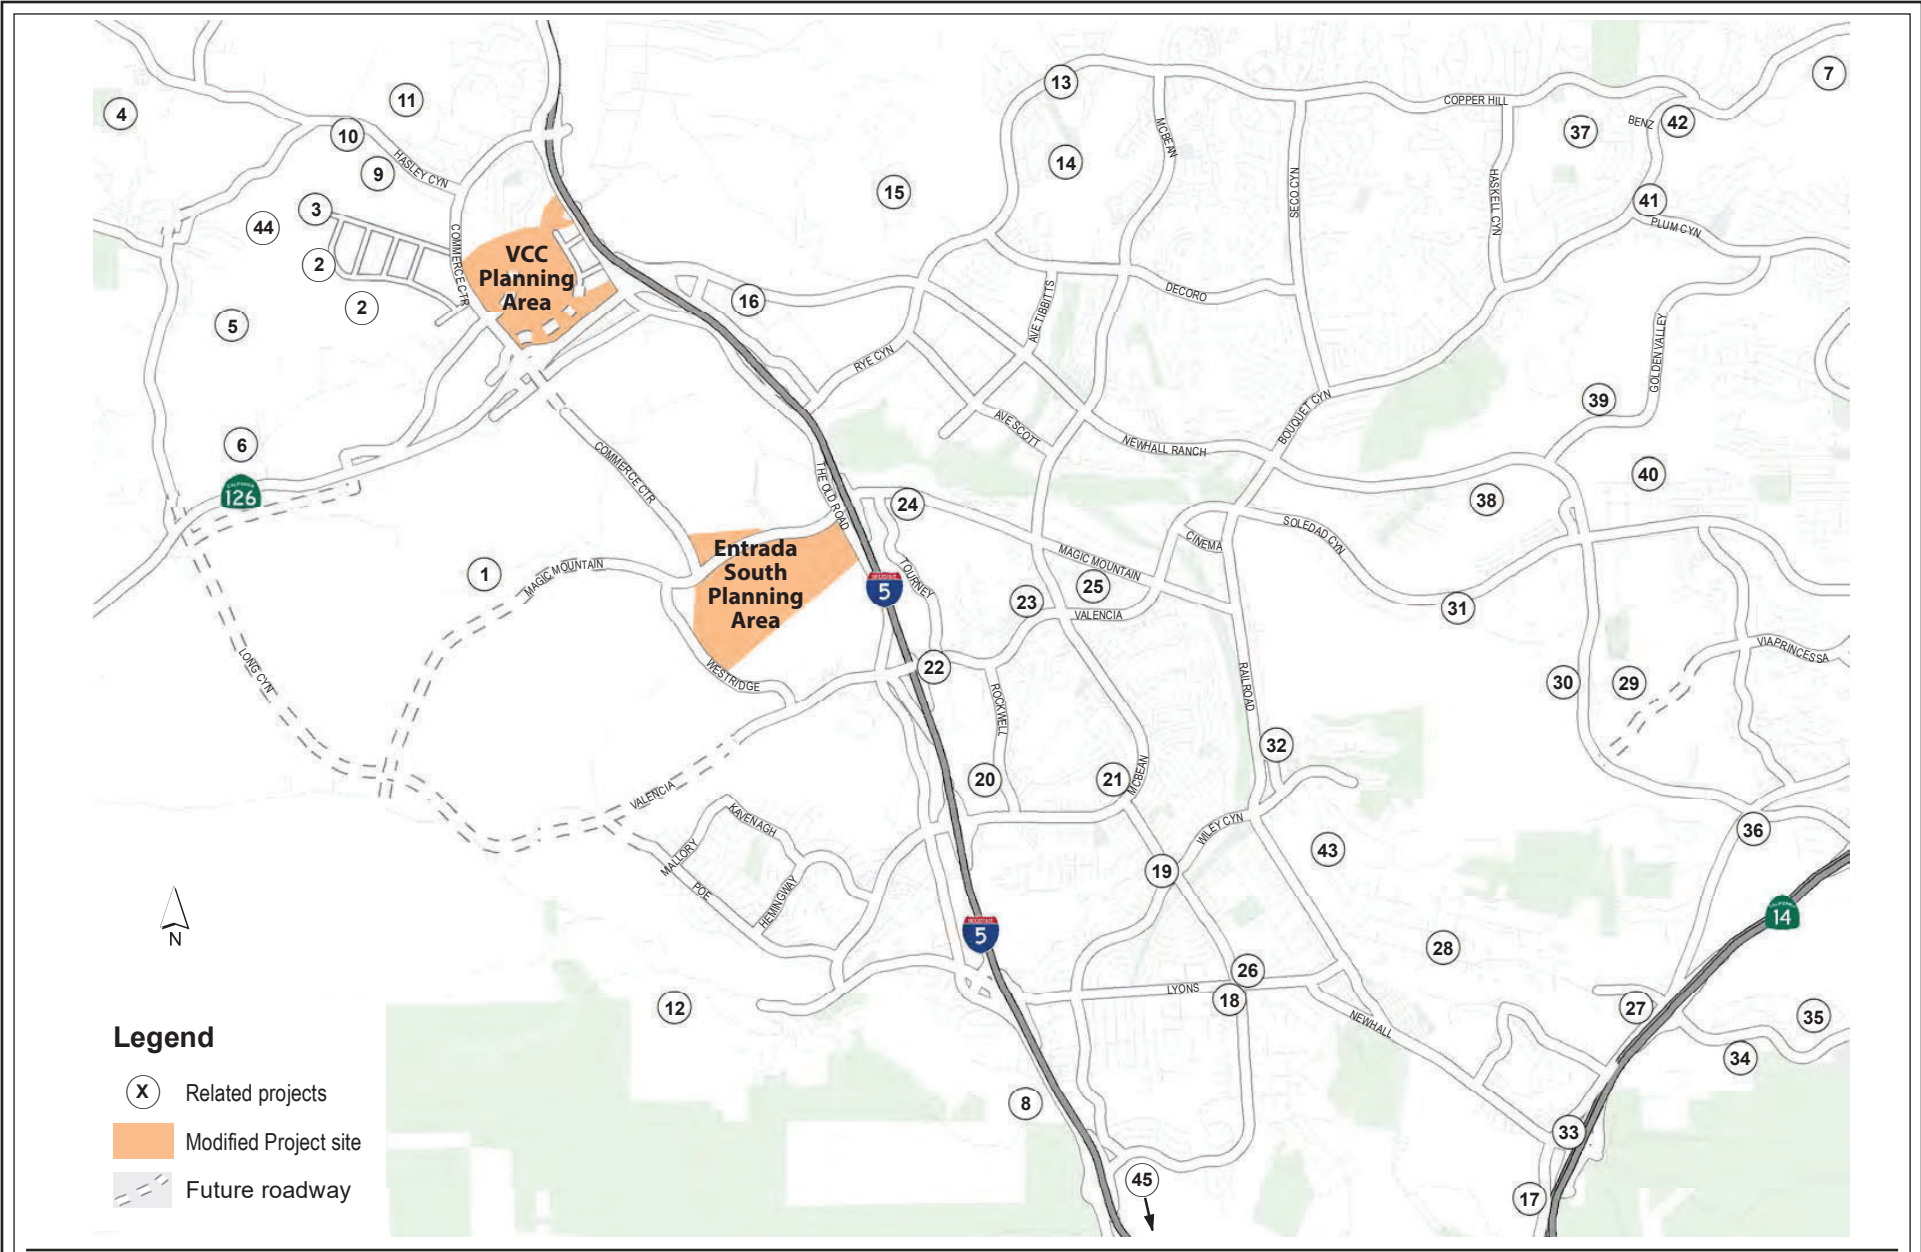 13
7
4
11
COPPER HILL
10
MCBEAN
37
BENZ
42
HASLEY CYN
9
14
SECO CYN
HASKELL CYN
15
3
41
PLUM CYN
44
COMMERCE CTR
VCC
Planning
Area
2
2
16
DECORO
AVE TIBBITTS
5
RYE CYN
GOLDEN VALLEY
39
BOUQUET CYN
AVE SCOTT
NEWHALL RANCH
6
COMMERCE CTR
THE OLD ROAD
40
CALIFORNIA
126
24
38
SOLEDAD CYN
CINEMA
Entrada
South
Planning
Area
MAGIC MOUNTAIN
1
MAGIC MOUNTAIN
TOURNEY
INTERSTATE
5
25
23
VALENCIA
31
VIA PRINCESSA
LONG CYN
WESTRIDGE
22
ROCKWELL
RAILROAD
30
29
32
20
21
MCBEAN
VALENCIA
KAVENAGH
WILEY CYN
36
MALLORY
43
19
POE
HEMINGWAY
CALIFORNIA
14
INTERSTATE
5
N
28
26
LYONS
18
12
27
35
NEWHALL
Legend
34
X
Related projects
8
33
Modified Project site
45
17
Future roadway